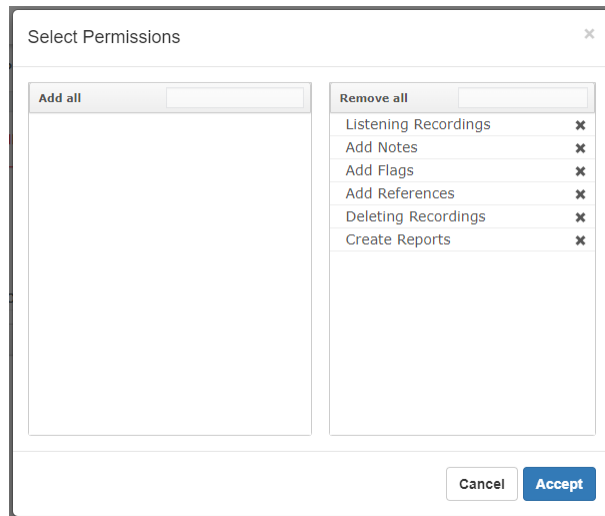 Select Permissions
Add all
Remove all
Listening Recordings
Add Notes
Add Flags
Add References
Deleting Recordings
Create Reports
Cancel
Accept